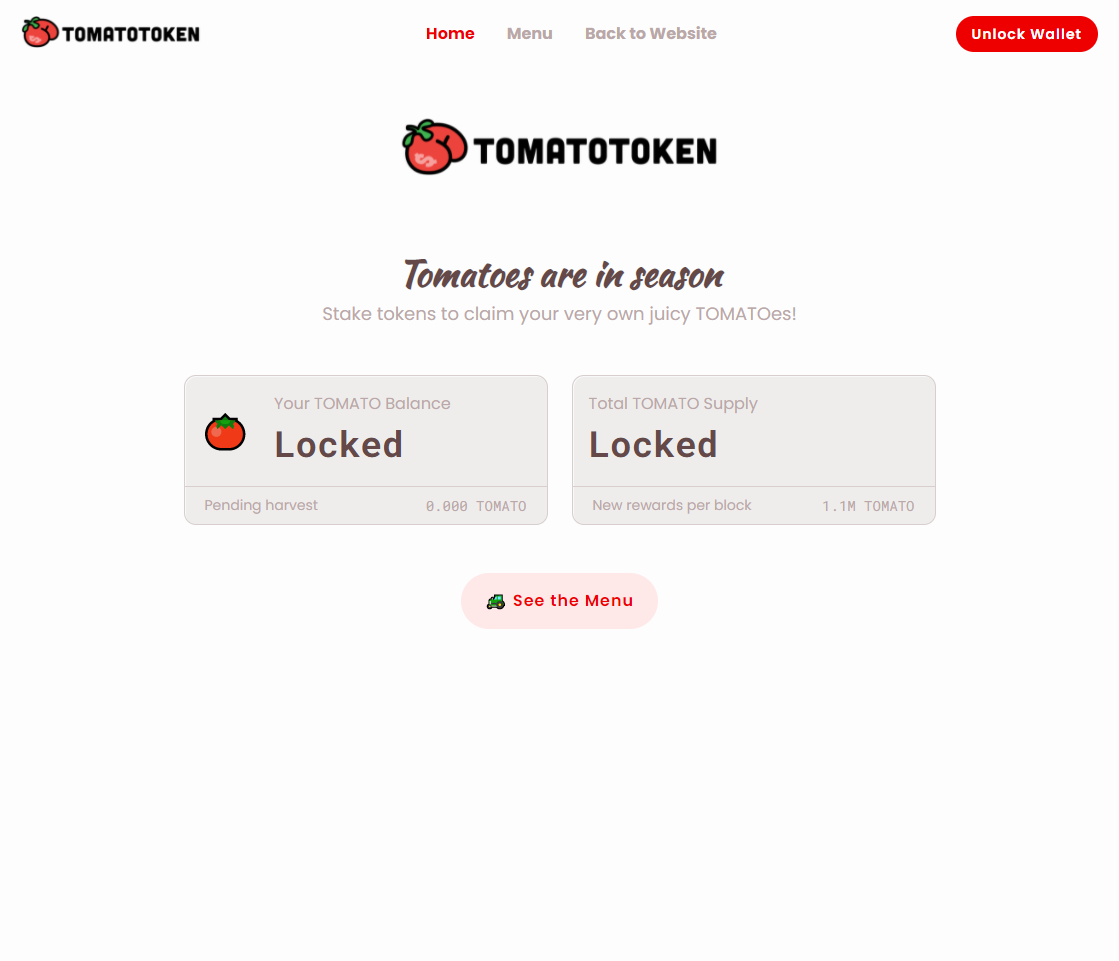 TOMATOTOKEN
Home
Menu
Back to Website
Unlock Wallet
TOMATOTOKEN
Tomatoes are in season
Stake tokens to claim your very own juicy TOMATOes!
Your TOMATO Balance
Locked
Pending harvest
0.000 TOMATO
Total TOMATO Supply
Locked
New rewards per block
1.1M TOMATO
See the Menu